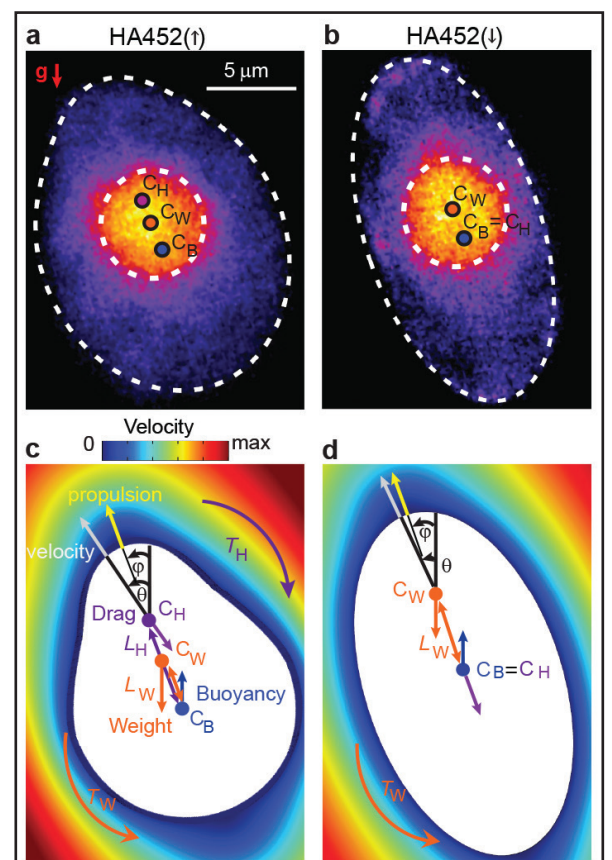 a HA452(↑)
g↓
5 μm
C_H
C_W
C_B
b HA452(↓)
C_W
C_B=C_H
c Velocity
0 max
propulsion
velocity
φ
θ
T_H
Drag C_H
L_H
C_W
L_W
Buoyancy
C_B
Weight
T_W
d
φ
θ
C_W
L_W
C_B=C_H
T_W